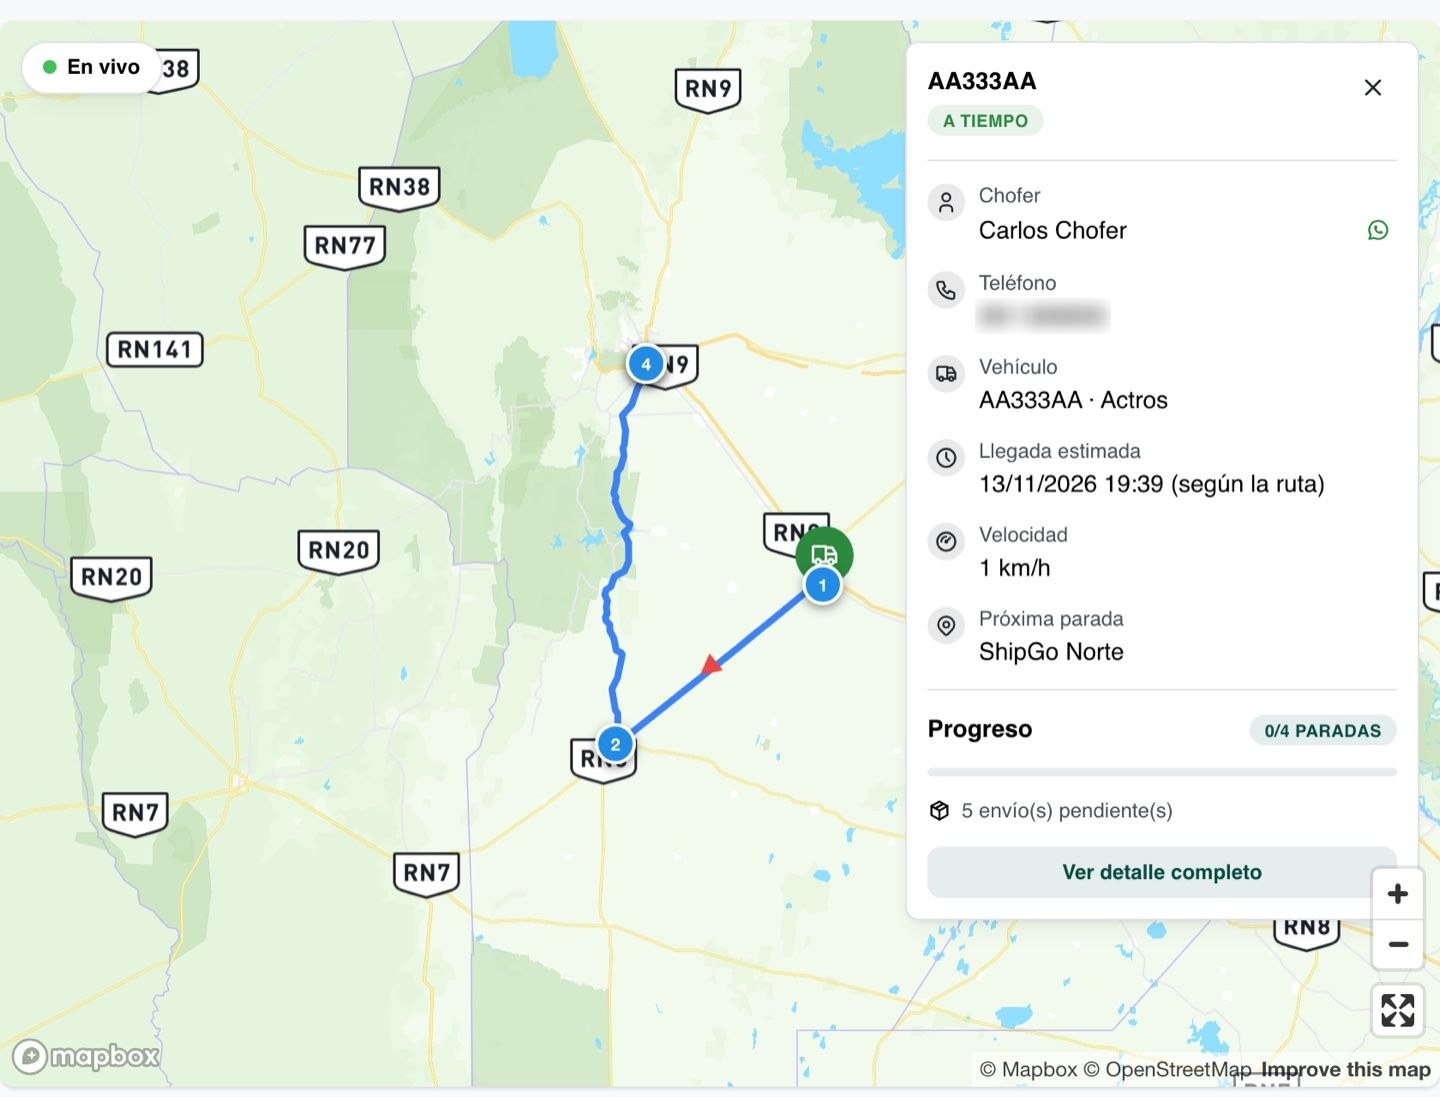 En vivo
38
RN9
RN38
RN77
RN141
4
N9
RN20
RN20
1
2
RN7
RN7
RN8
AA333AA
A TIEMPO
Chofer
Carlos Chofer
Teléfono
Vehículo
AA333AA · Actros
Llegada estimada
13/11/2026 19:39 (según la ruta)
Velocidad
1 km/h
Próxima parada
ShipGo Norte
Progreso
0/4 PARADAS
5 envío(s) pendiente(s)
Ver detalle completo
mapbox
© Mapbox © OpenStreetMap Improve this map